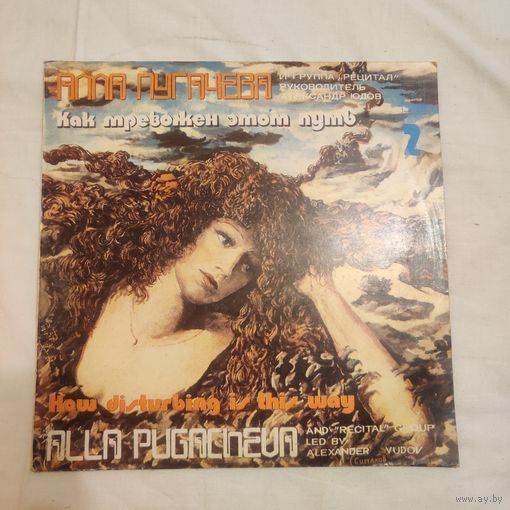 АЛЛА ПУГАЧЕВА
И ГРУППА „РЕЦИТАЛ"
РУКОВОДИТЕЛЬ
АЛЕКСАНДР ЮДОВ
Как тревожен этот путь
2
How disturbing is this way
ALLA PUGACHEVA
AND "RECITAL" GROUP
LED BY
ALEXANDER YUDOV
Симаков
www.ay.by